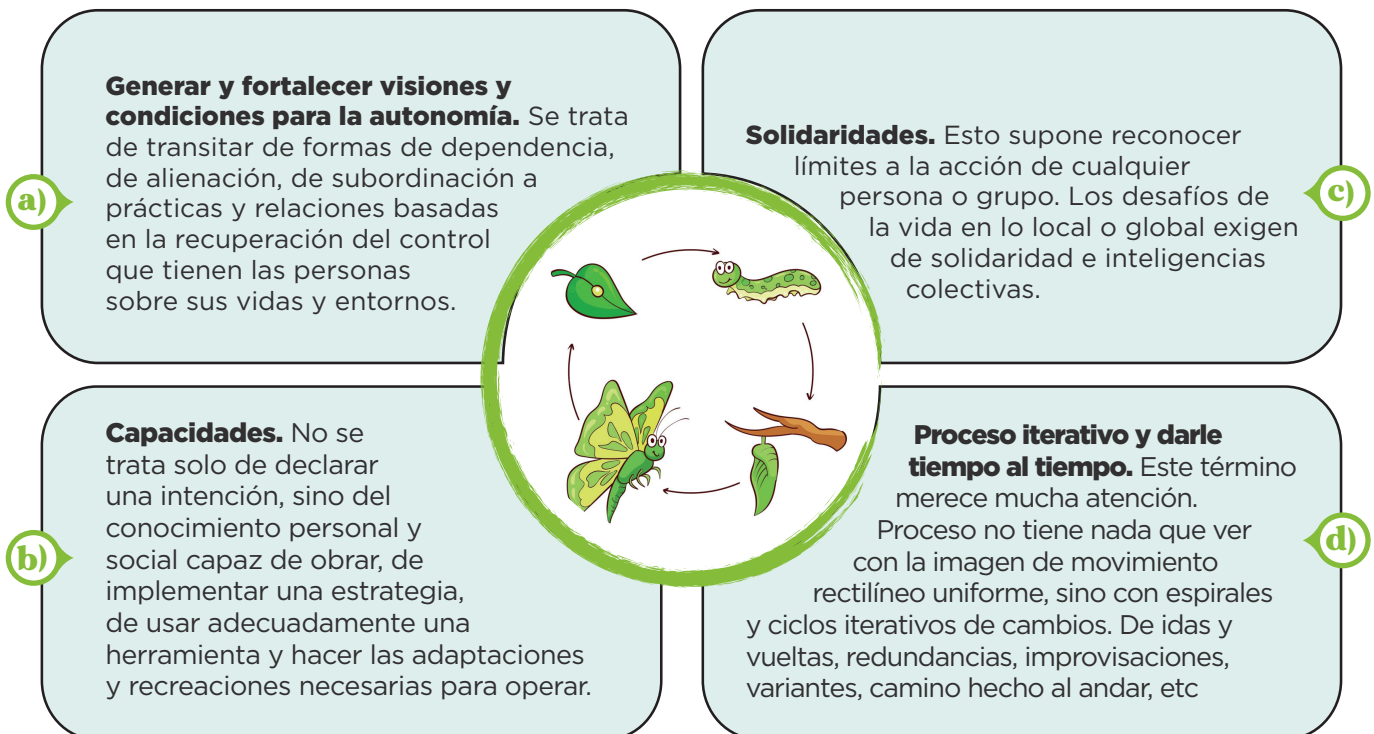 a)
Generar y fortalecer visiones y
condiciones para la autonomía. Se trata
de transitar de formas de dependencia,
de alienación, de subordinación a
prácticas y relaciones basadas
en la recuperación del control
que tienen las personas
sobre sus vidas y entornos.
b)
Capacidades. No se
trata solo de declarar
una intención, sino del
conocimiento personal y
social capaz de obrar, de
implementar una estrategia,
de usar adecuadamente una
herramienta y hacer las adaptaciones
y recreaciones necesarias para operar.
c)
Solidaridades. Esto supone reconocer
límites a la acción de cualquier
persona o grupo. Los desafíos de
la vida en lo local o global exigen
de solidaridad e inteligencias
colectivas.
d)
Proceso iterativo y darle
tiempo al tiempo. Este término
merece mucha atención.
Proceso no tiene nada que ver
con la imagen de movimiento
rectilíneo uniforme, sino con espirales
y ciclos iterativos de cambios. De idas y
vueltas, redundancias, improvisaciones,
variantes, camino hecho al andar, etc